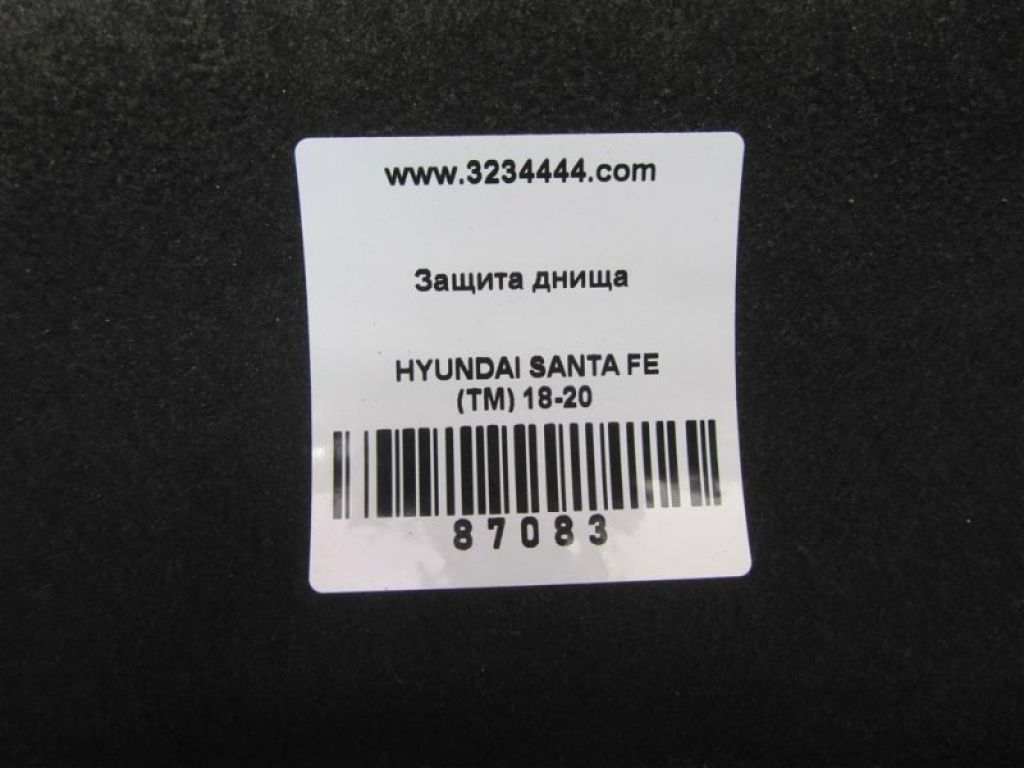 www.3234444.com
Защита днища
HYUNDAI SANTA FE
(TM) 18-20
87083